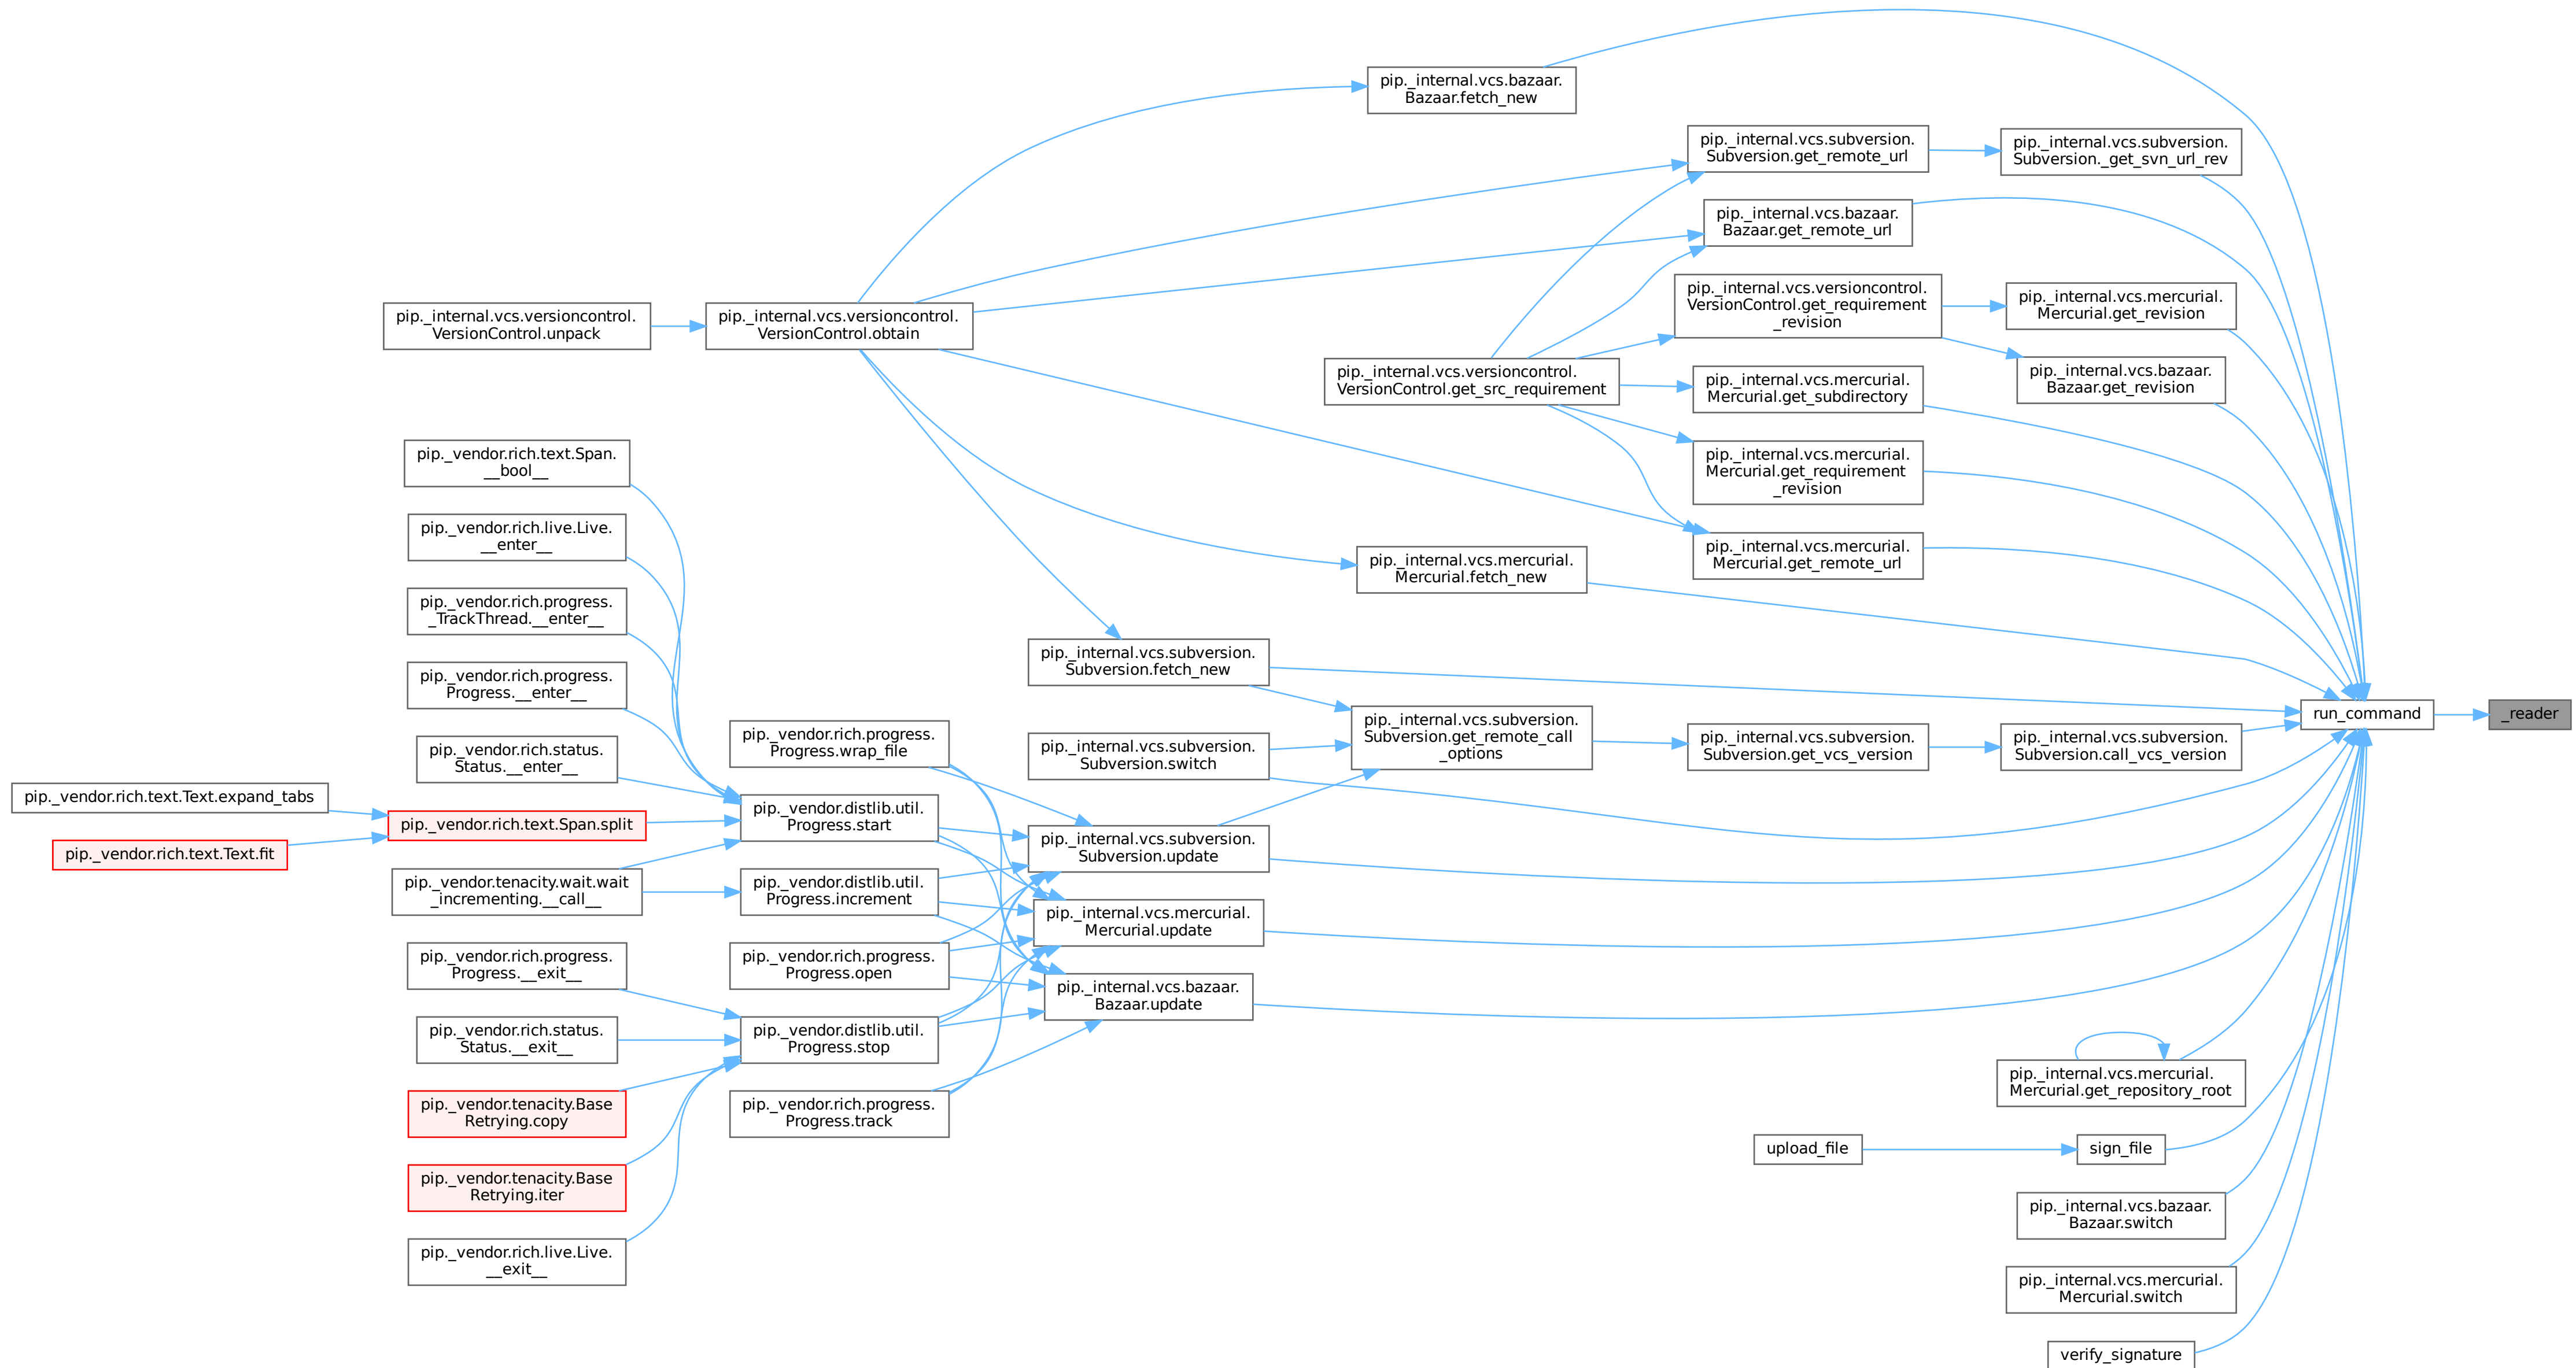 pip._internal.vcs.bazaar.
Bazaar.fetch_new
pip._internal.vcs.subversion.
Subversion.get_remote_url
pip._internal.vcs.subversion.
Subversion._get_svn_url_rev
pip._internal.vcs.bazaar.
Bazaar.get_remote_url
pip._internal.vcs.versioncontrol.
VersionControl.get_requirement
_revision
pip._internal.vcs.mercurial.
Mercurial.get_revision
pip._internal.vcs.versioncontrol.
VersionControl.unpack
pip._internal.vcs.versioncontrol.
VersionControl.obtain
pip._internal.vcs.versioncontrol.
VersionControl.get_src_requirement
pip._internal.vcs.mercurial.
Mercurial.get_subdirectory
pip._internal.vcs.bazaar.
Bazaar.get_revision
pip._vendor.rich.text.Span.
__bool__
pip._internal.vcs.mercurial.
Mercurial.get_requirement
_revision
pip._vendor.rich.live.Live.
__enter__
pip._internal.vcs.mercurial.
Mercurial.fetch_new
pip._internal.vcs.mercurial.
Mercurial.get_remote_url
pip._vendor.rich.progress.
_TrackThread.__enter__
pip._internal.vcs.subversion.
Subversion.fetch_new
pip._vendor.rich.progress.
Progress.__enter__
run_command
_reader
pip._vendor.rich.status.
Status.__enter__
pip._vendor.rich.progress.
Progress.wrap_file
pip._internal.vcs.subversion.
Subversion.switch
pip._internal.vcs.subversion.
Subversion.get_remote_call
_options
pip._internal.vcs.subversion.
Subversion.get_vcs_version
pip._internal.vcs.subversion.
Subversion.call_vcs_version
pip._vendor.rich.text.Text.expand_tabs
pip._vendor.rich.text.Span.split
pip._vendor.distlib.util.
Progress.start
pip._vendor.rich.text.Text.fit
pip._internal.vcs.subversion.
Subversion.update
pip._vendor.tenacity.wait.wait
_incrementing.__call__
pip._vendor.distlib.util.
Progress.increment
pip._internal.vcs.mercurial.
Mercurial.update
pip._vendor.rich.progress.
Progress.__exit__
pip._vendor.rich.progress.
Progress.open
pip._internal.vcs.bazaar.
Bazaar.update
pip._vendor.rich.status.
Status.__exit__
pip._vendor.distlib.util.
Progress.stop
pip._internal.vcs.mercurial.
Mercurial.get_repository_root
pip._vendor.tenacity.Base
Retrying.copy
pip._vendor.rich.progress.
Progress.track
upload_file
sign_file
pip._vendor.tenacity.Base
Retrying.iter
pip._internal.vcs.bazaar.
Bazaar.switch
pip._vendor.rich.live.Live.
__exit__
pip._internal.vcs.mercurial.
Mercurial.switch
verify_signature